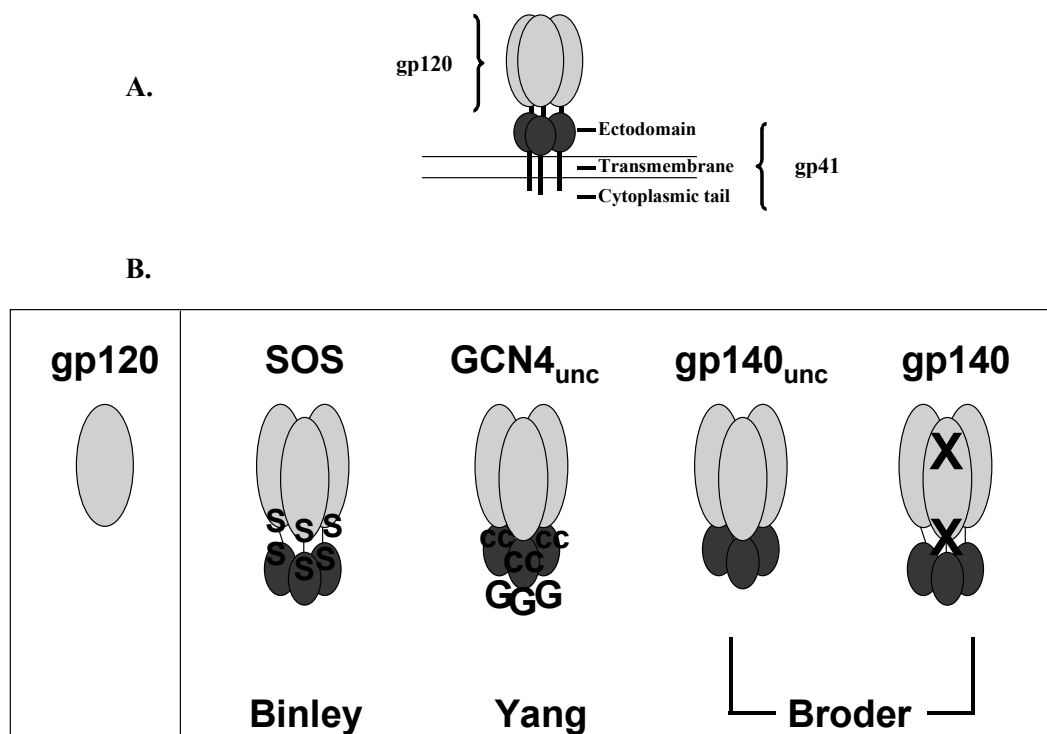 A.
gp120
Ectodomain
Transmembrane
Cytoplasmic tail
gp41
B.
gp120
SOS
GCN4unc
gp140unc
gp140
S S S
S S S
cc cc
cc
G G G
X
X
Binley
Yang
Broder